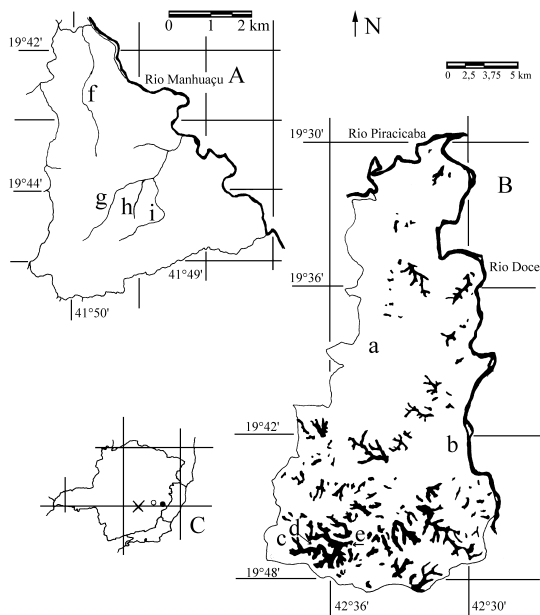 0 1 2 km
19°42'
Rio Manhuaçu
A
f
19°44'
g
h
i
41°49'
41°50'
N
0 2,5 3,75 5 km
Rio Piracicaba
19°30'
B
Rio Doce
19°36'
a
19°42'
b
c
d
e
19°48'
42°36'
42°30'
C